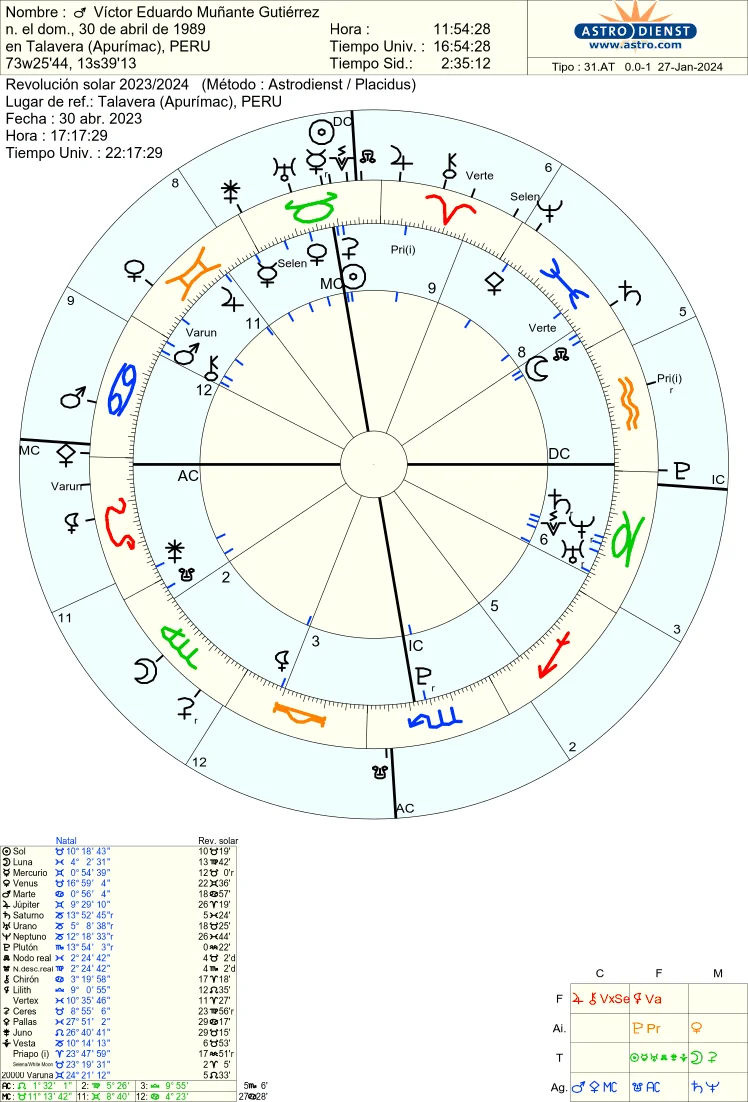 Nombre : ♂ Víctor Eduardo Muñante Gutiérrez
n. el dom., 30 de abril de 1989
en Talavera (Apurímac), PERU
73w25'44, 13s39'13
Hora : 11:54:28
Tiempo Univ. : 16:54:28
Tiempo Sid.: 2:35:12
ASTRO DIENST
www.astro.com
Tipo : 31.AT 0.0-1 27-Jan-2024
Revolución solar 2023/2024 (Método : Astrodienst / Placidus)
Lugar de ref.: Talavera (Apurímac), PERU
Fecha : 30 abr. 2023
Hora : 17:17:29
Tiempo Univ. : 22:17:29
DC
r
Verte
6
Selen
8
Selen
Pri(i)
MC
9
9
11
5
Verte
Varun
8
12
Pri(i)
r
MC
AC
DC
Varun
IC
r
6
r
r
2
11
5
3
3
IC
r
r
12
2
AC
Natal Rev. solar
Sol ♉ 10° 18' 43" 10 ♉ 19'
Luna ♓ 4° 2' 31" 13 ♍ 42'
Mercurio ♊ 0° 54' 39" 12 ♉ 0'r
Venus ♉ 16° 59' 4" 22 ♊ 36'
Marte ♋ 0° 56' 4" 18 ♋ 57'
Júpiter ♊ 9° 29' 10" 26 ♈ 19'
Saturno ♑ 13° 52' 45"r 5 ♓ 24'
Urano ♑ 5° 8' 38"r 18 ♉ 25'
Neptuno ♑ 12° 18' 33"r 26 ♓ 44'
Plutón ♏ 13° 54' 3"r 0 ♒ 22'
Nodo real ♓ 2° 24' 42" 4 ♉ 2'd
N.desc.real ♍ 2° 24' 42" 4 ♏ 2'd
Chirón ♋ 3° 19' 58" 17 ♈ 18'
Lilith ♎ 9° 0' 55" 12 ♌ 35'
Vertex ♓ 10° 35' 46" 11 ♈ 27'
Ceres ♉ 8° 55' 6" 23 ♍ 56'r
Pallas ♓ 27° 51' 2" 29 ♋ 17'
Juno ♌ 26° 40' 41" 29 ♉ 15'
Vesta ♑ 10° 14' 13" 6 ♉ 53'
Priapo (i) ♈ 23° 47' 59" 17 ♒ 51'r
Selena/White Moon ♉ 23° 19' 31" 2 ♈ 5'
20000 Varuna ♊ 24° 21' 12" 5 ♌ 33'
AC: ♌ 1° 32' 1" 2: ♍ 5° 26' 3: ♎ 9° 55' 5 ♏ 6'
MC: ♉ 11° 13' 42" 11: ♊ 8° 40' 12: ♋ 4° 23' 27 ♋ 28'
C F M
F ♃ ⚷ VxSe ⚸ Va
Ai. ♇ Pr ♀
T ☉ ☿ ♅ ☊ ⚵ ⚶ ☽ ⚳
Ag. ♂ ⚴ MC ☋ AC ♄ ♆